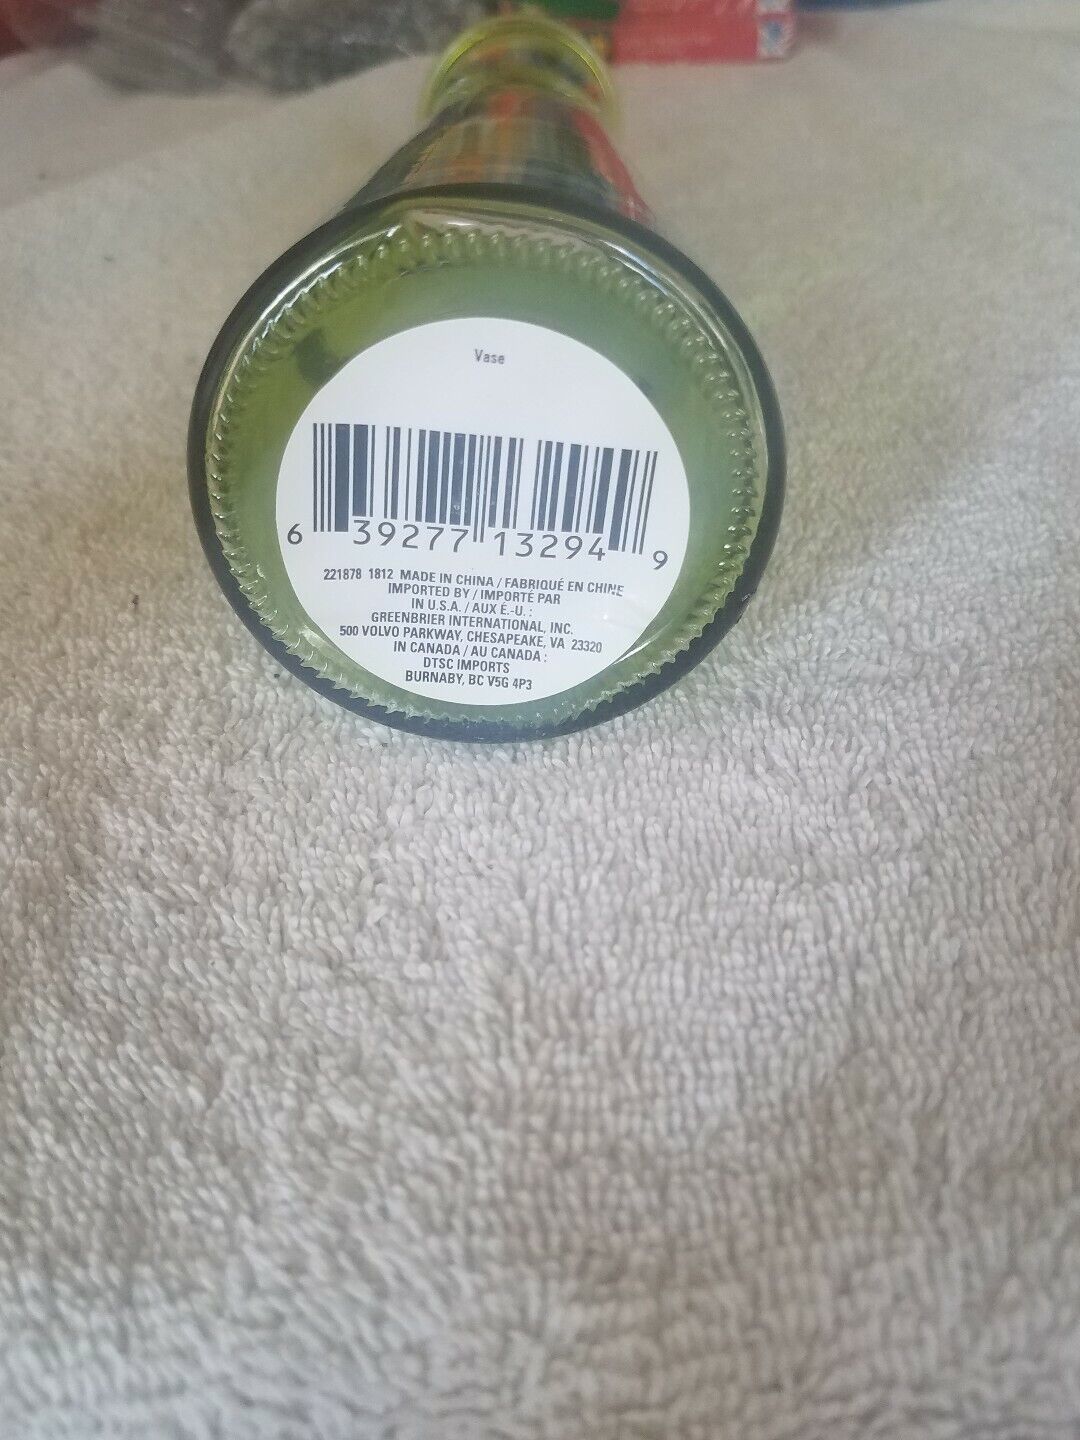 Vase
6 39277 13294 9
221878 1812 MADE IN CHINA / FABRIQUÉ EN CHINE
IMPORTED BY / IMPORTÉ PAR
IN U.S.A. / AUX É.-U. :
GREENBRIER INTERNATIONAL, INC.
500 VOLVO PARKWAY, CHESAPEAKE, VA 23320
IN CANADA / AU CANADA :
DTSC IMPORTS
BURNABY, BC V5G 4P3